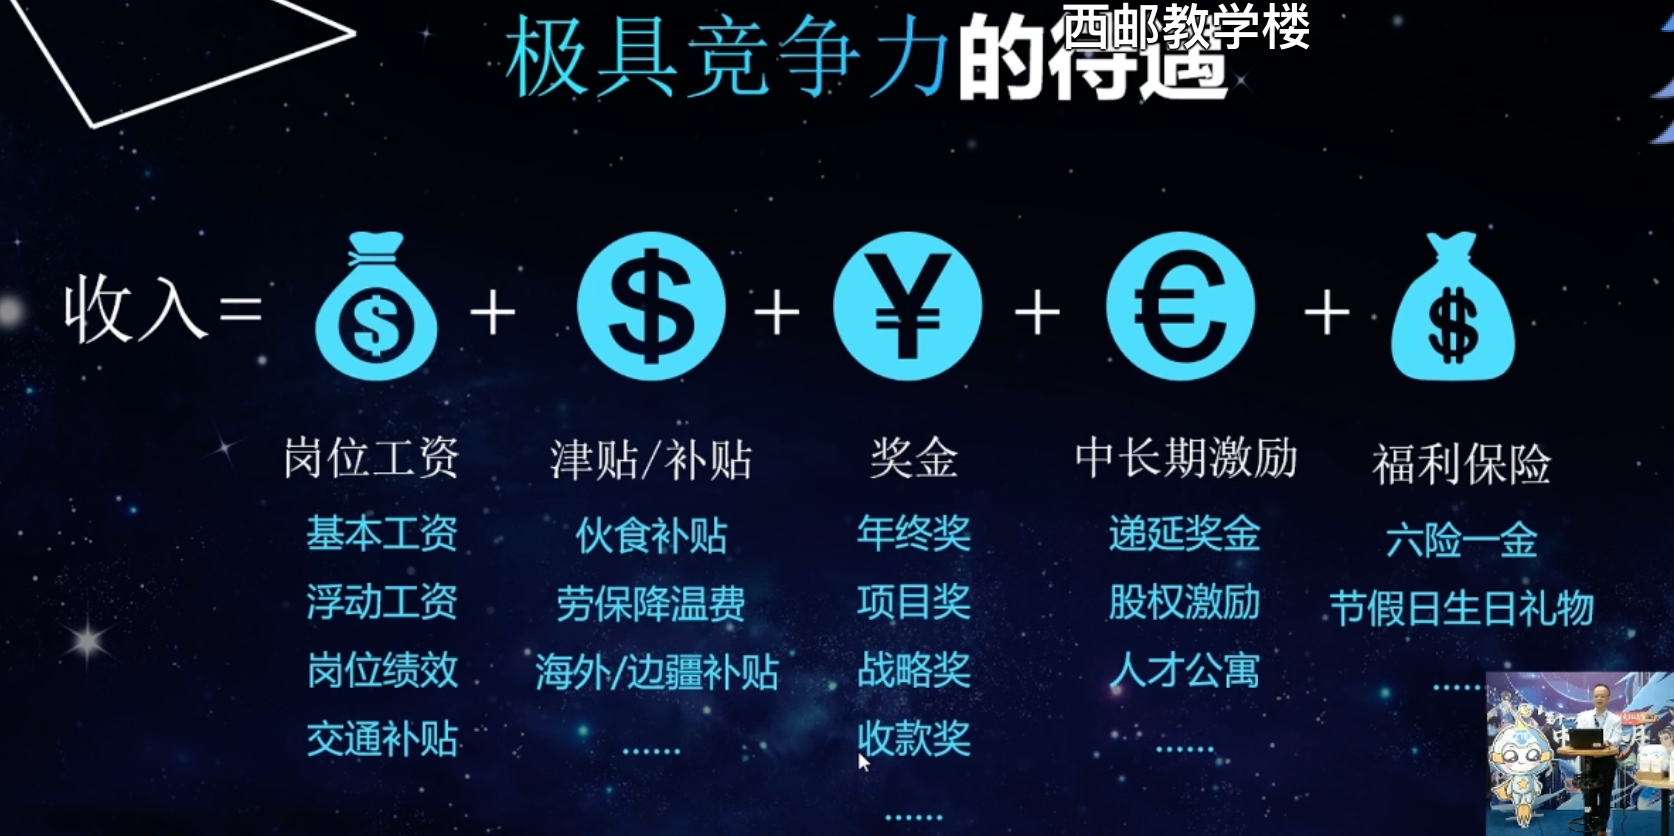 西邮教学楼
极具竞争力的待遇
收入= + + + +
岗位工资 津贴/补贴 奖金 中长期激励 福利保险
基本工资 伙食补贴 年终奖 递延奖金 六险一金
浮动工资 劳保降温费 项目奖 股权激励 节假日生日礼物
岗位绩效 海外/边疆补贴 战略奖 人才公寓 ……
交通补贴 …… 收款奖 ……
……